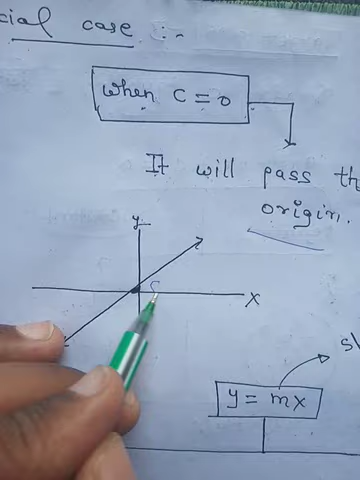 cial case :-
When C = 0
It will pass th
origin.
y
X
sl
y = mx